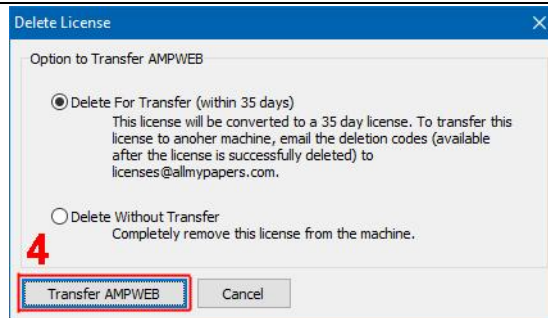 Delete License
Option to Transfer AMPWEB
Delete For Transfer (within 35 days)
This license will be converted to a 35 day license. To transfer this
license to anoher machine, email the deletion codes (available
after the license is successfully deleted) to
licenses@allmypapers.com.
Delete Without Transfer
Completely remove this license from the machine.
4
Transfer AMPWEB Cancel